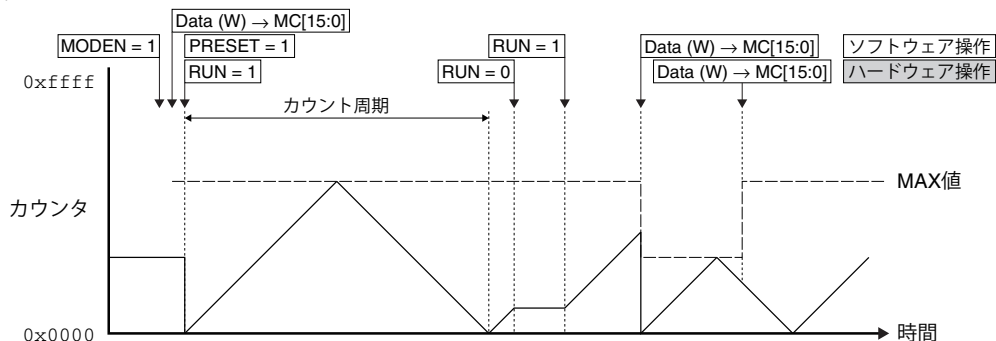 Data (W) → MC[15:0]
MODEN = 1
PRESET = 1
RUN = 1
RUN = 1
RUN = 0
Data (W) → MC[15:0]
Data (W) → MC[15:0]
ソフトウェア操作
ハードウェア操作
0xffff
カウント周期
カウンタ
MAX値
0x0000
時間